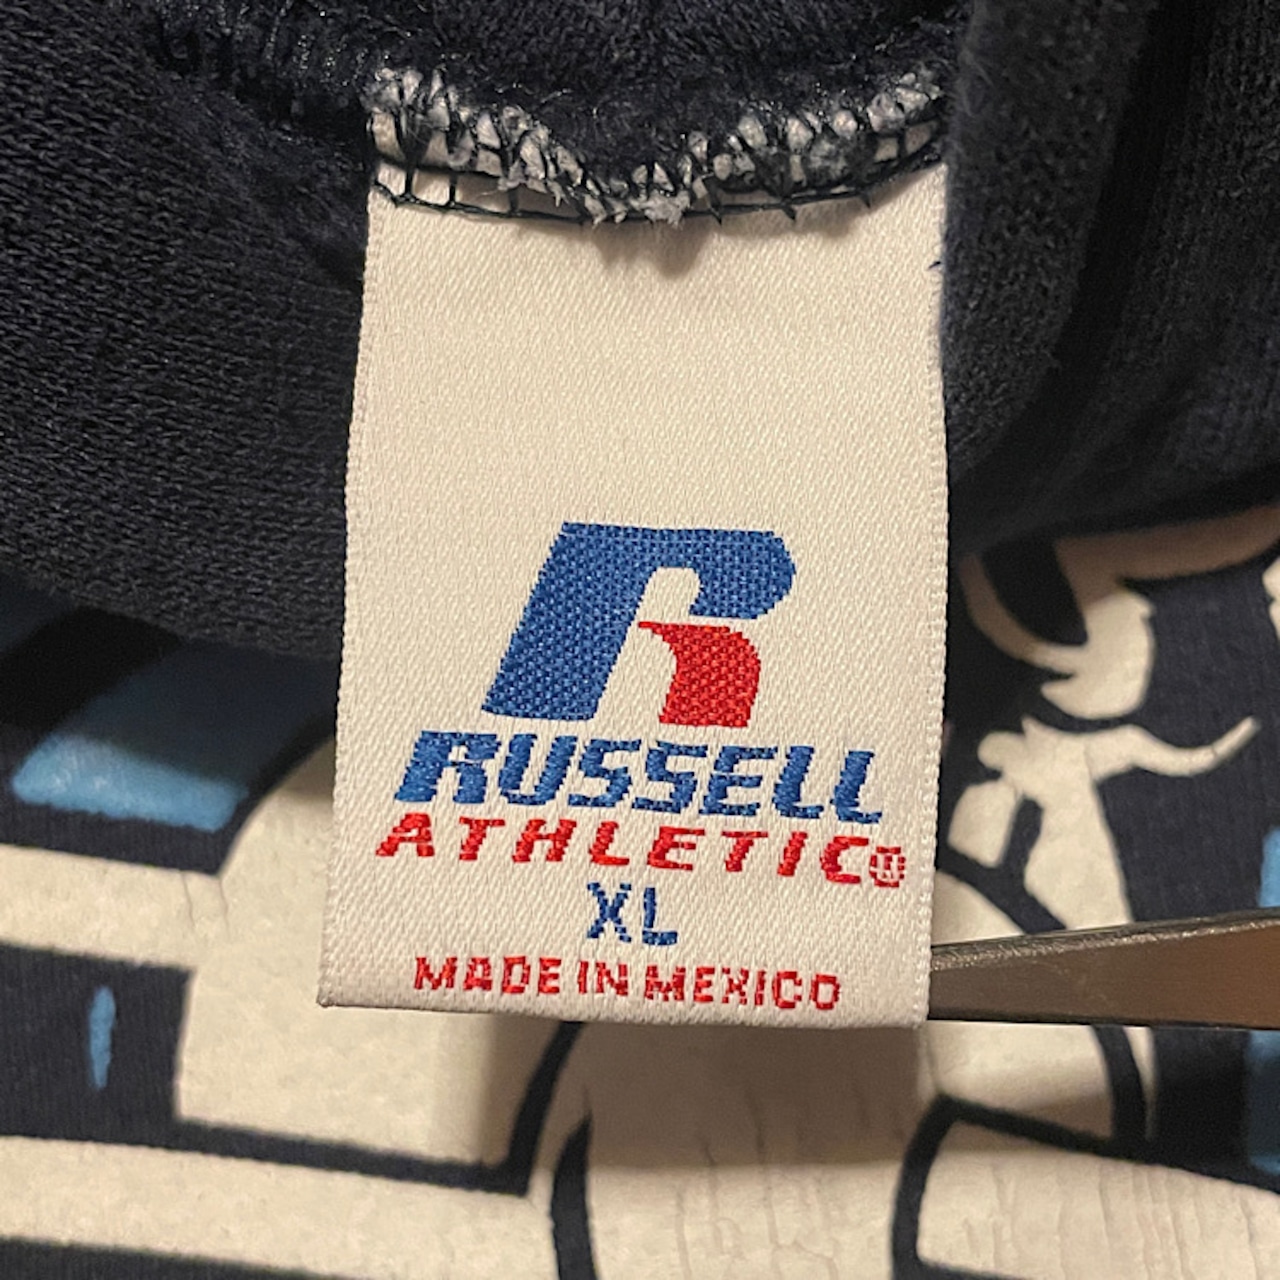 RUSSELL
ATHLETIC®
XL
MADE IN MEXICO